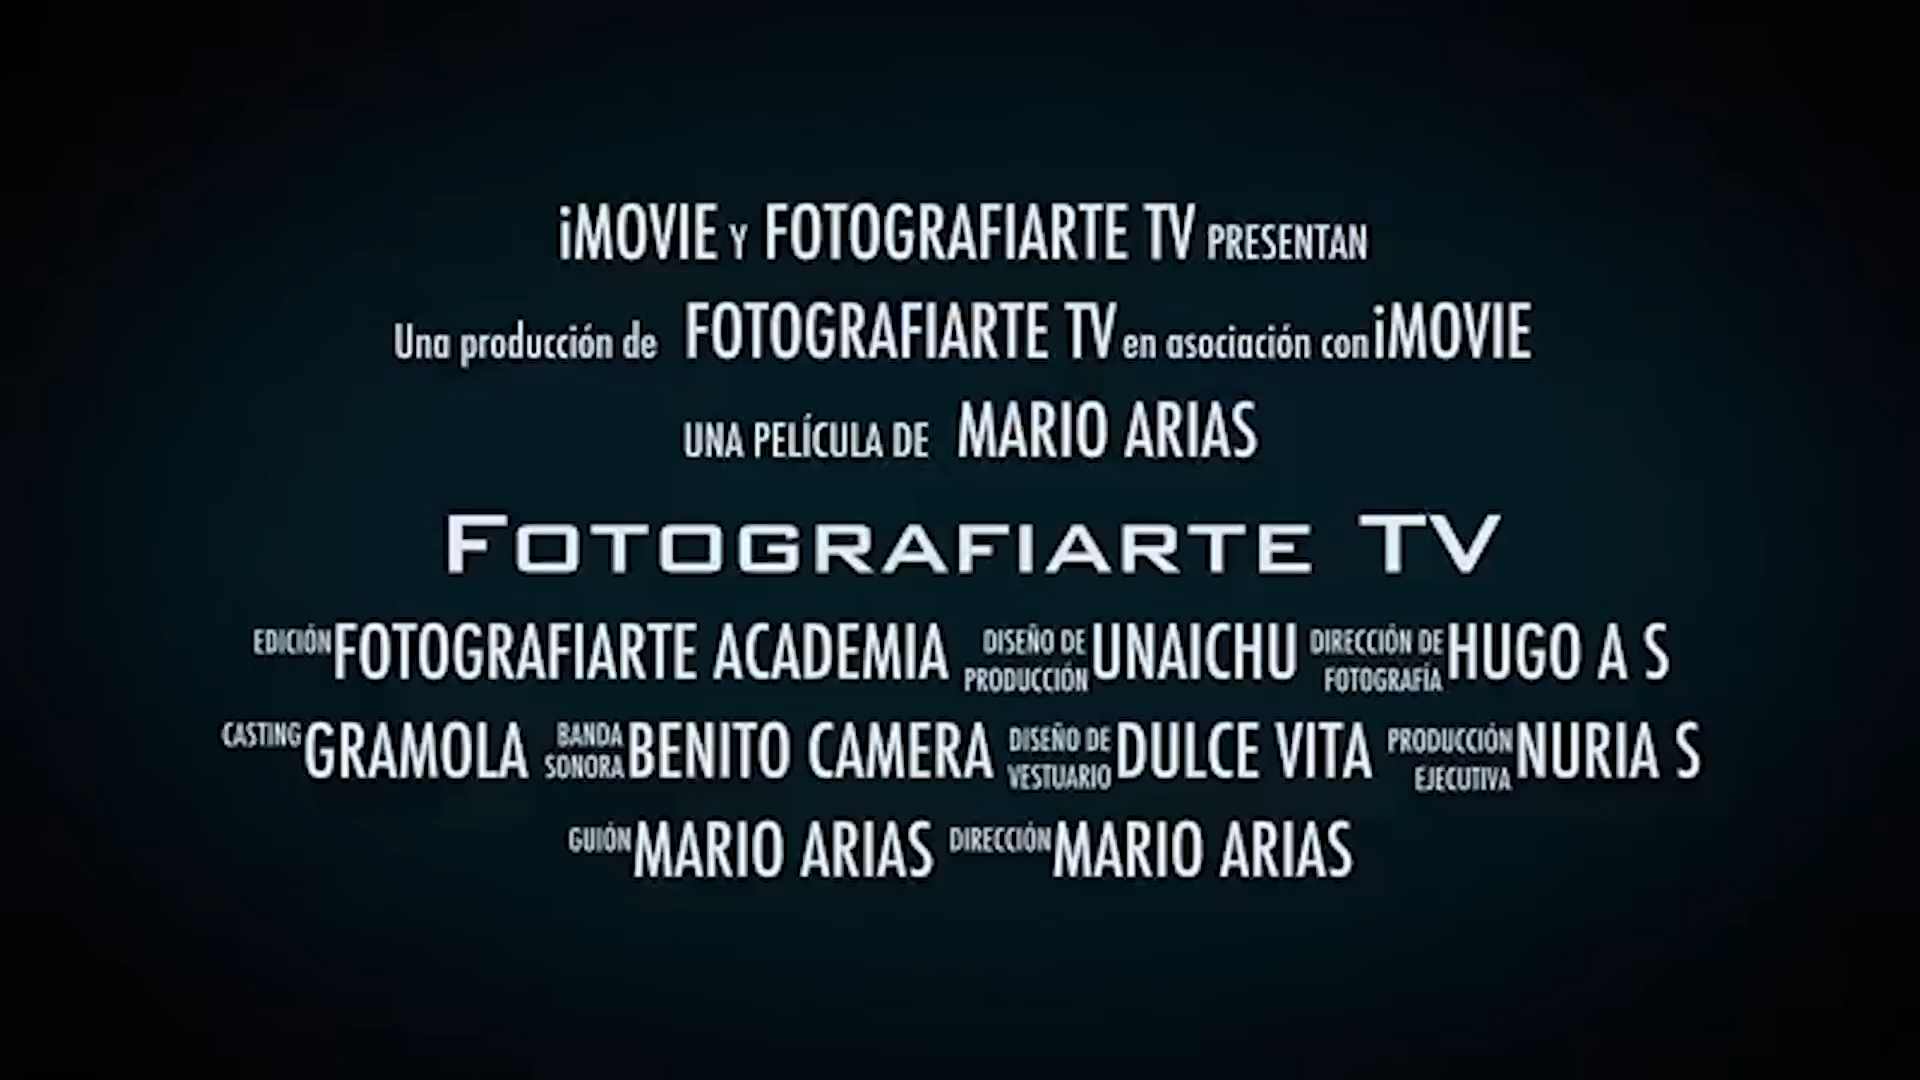 iMOVIE Y FOTOGRAFIARTE TV PRESENTAN
Una producción de FOTOGRAFIARTE TV en asociación con iMOVIE
UNA PELÍCULA DE MARIO ARIAS
FOTOGRAFIARTE TV
EDICIÓN FOTOGRAFIARTE ACADEMIA DISEÑO DE PRODUCCIÓN UNAICHU DIRECCIÓN DE FOTOGRAFÍA HUGO A S
CASTING GRAMOLA BANDA SONORA BENITO CAMERA DISEÑO DE VESTUARIO DULCE VITA PRODUCCIÓN EJECUTIVA NURIA S
GUIÓN MARIO ARIAS DIRECCIÓN MARIO ARIAS